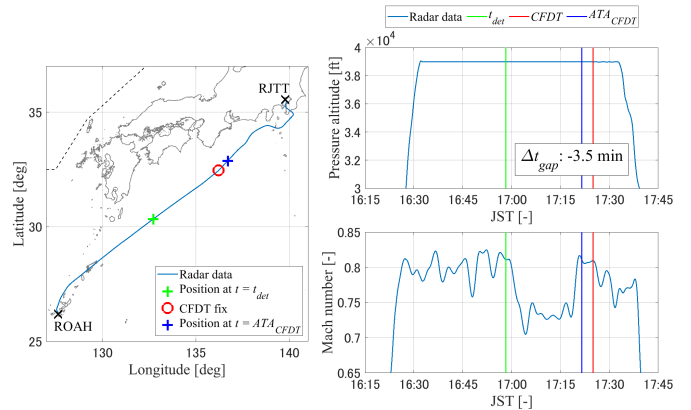 Radar data t_det CFDT ATA_CFDT
RJTT
ROAH
Radar data
Position at t = t_det
CFDT fix
Position at t = ATA_CFDT
35
30
25
130
135
140
Latitude [deg]
Longitude [deg]
× 10^4
4
3.8
3.6
3.4
3.2
3
Pressure altitude [ft]
Δt_gap: -3.5 min
16:15 16:30 16:45 17:00 17:15 17:30 17:45
JST [-]
0.85
0.8
0.75
0.7
0.65
Mach number [-]
16:15 16:30 16:45 17:00 17:15 17:30 17:45
JST [-]